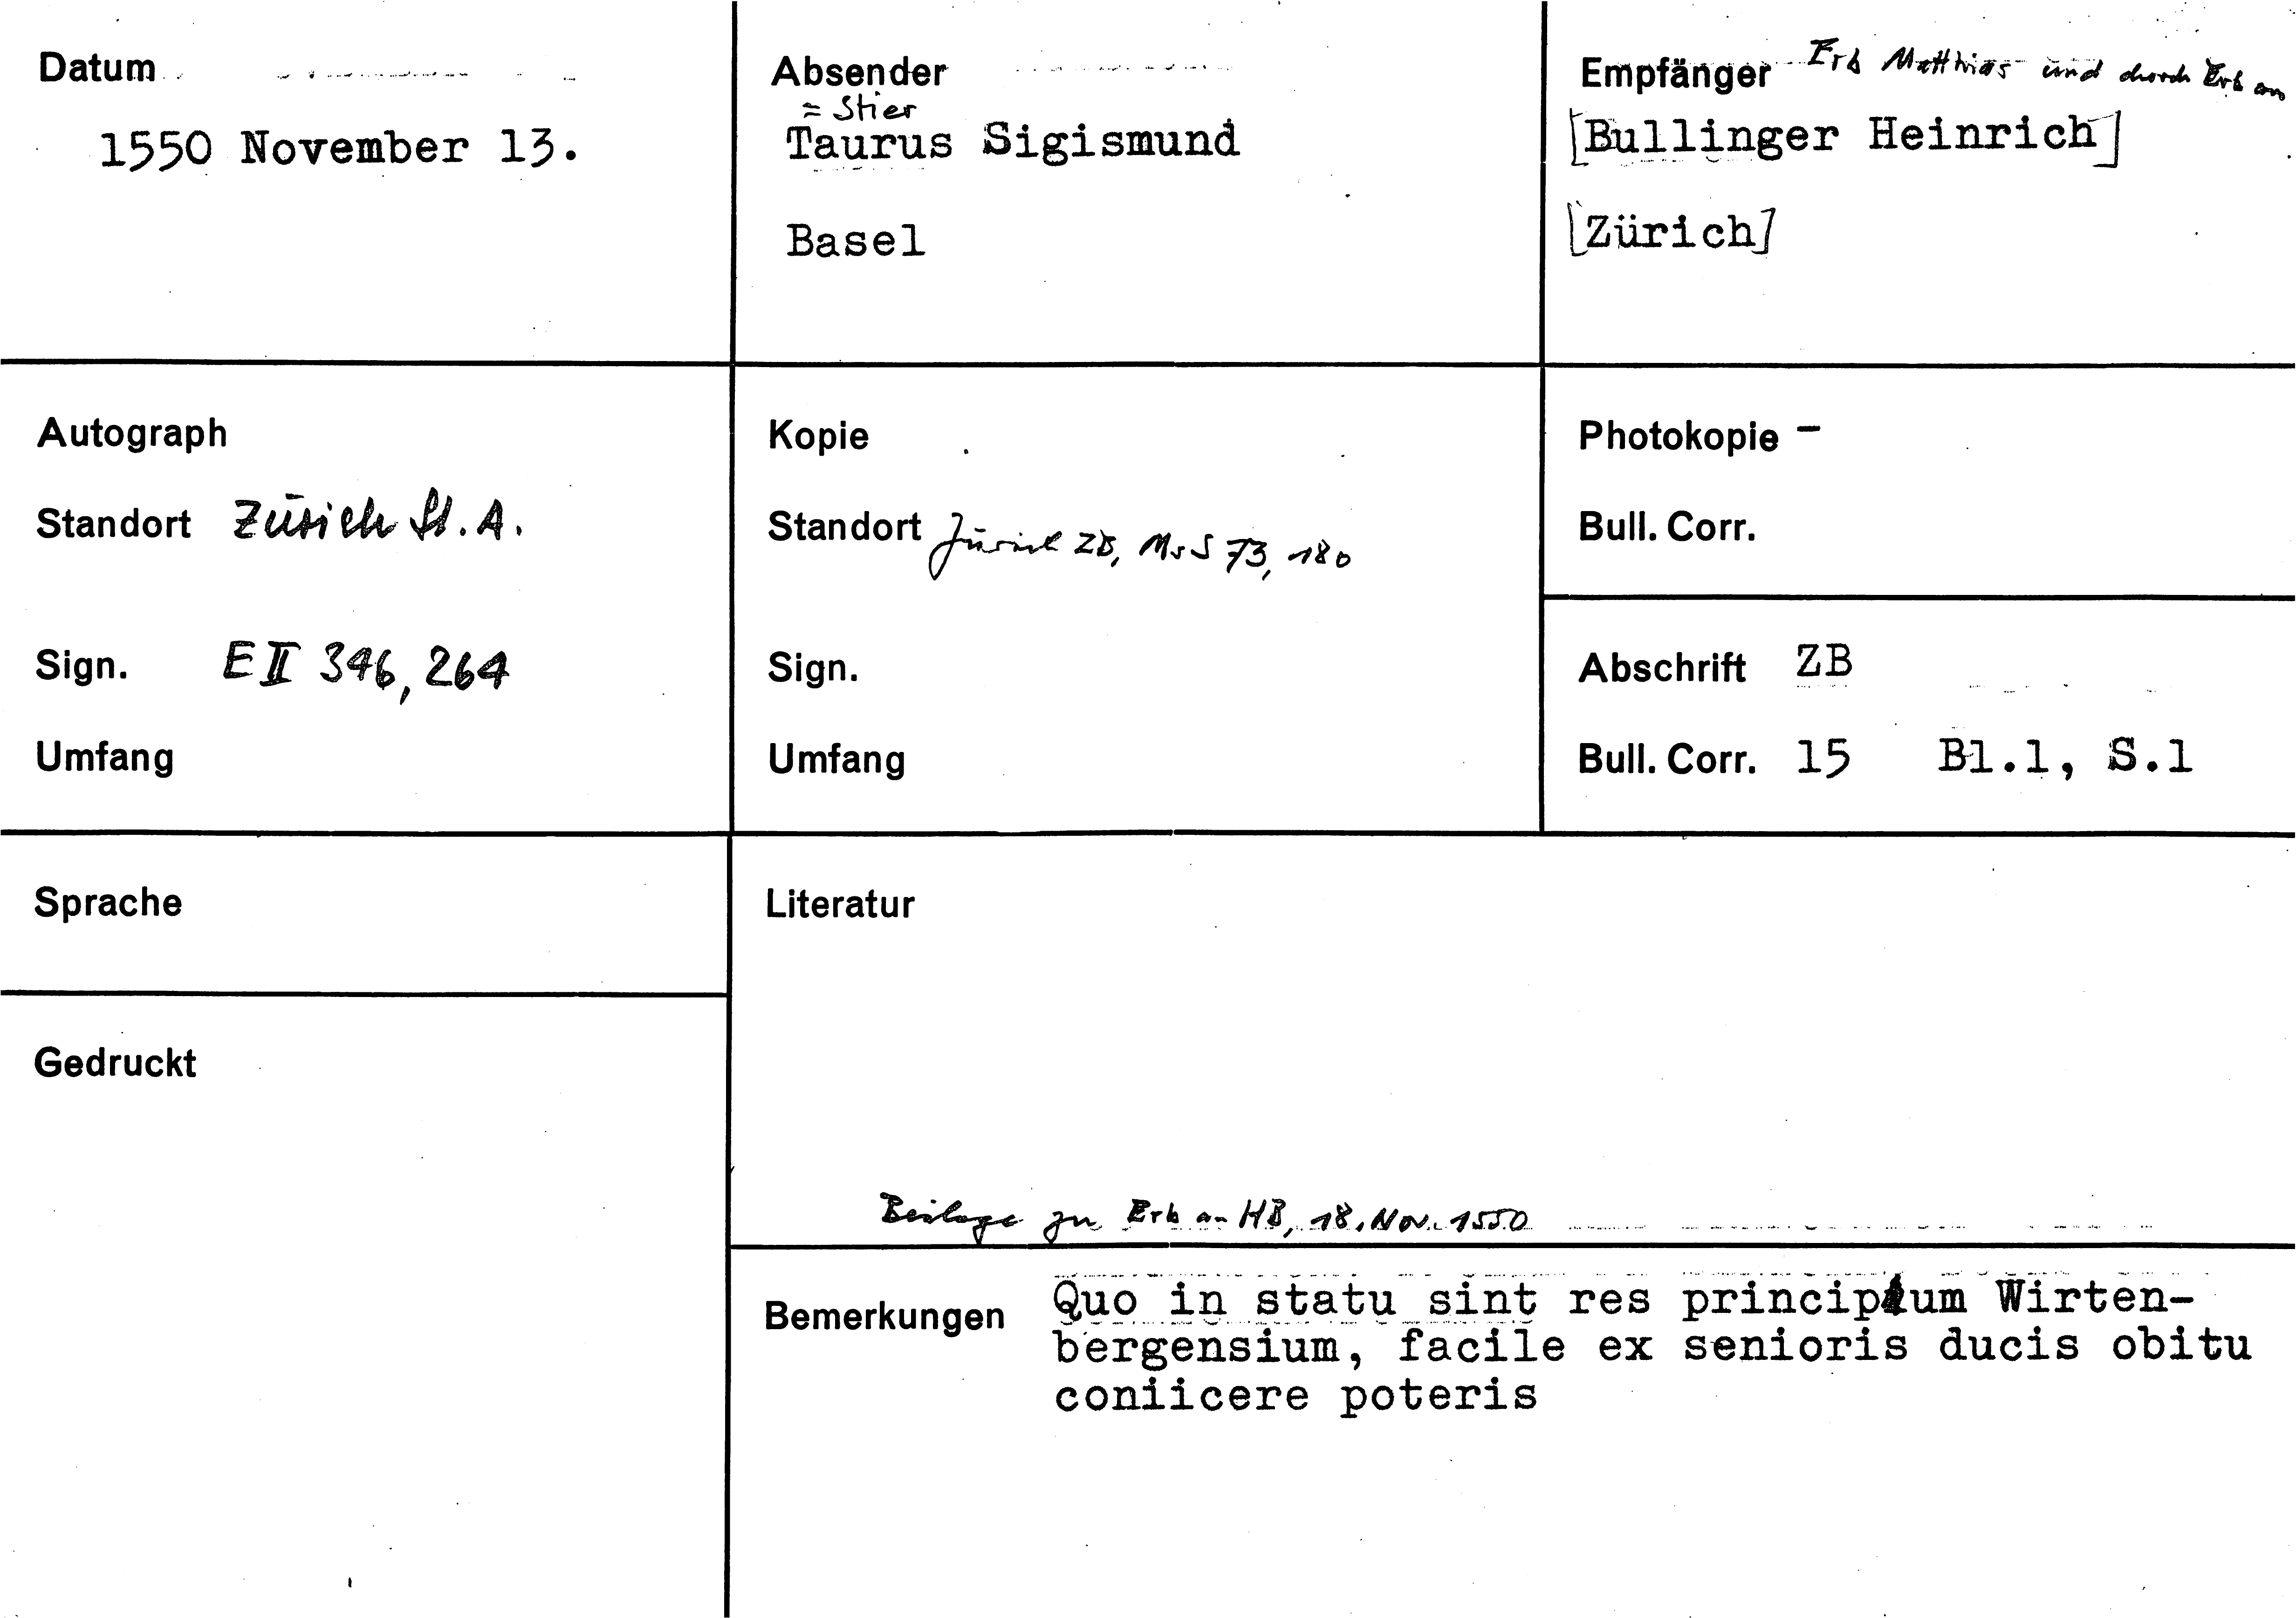 Datum
1550 November 13.
Absender
= Stier
Taurus Sigismund
Basel
Empfänger Erb Matthias und durch Erb an
[Bullinger Heinrich]
[Zürich]
Autograph
Standort Zürich St. A.
Sign. E II 346, 264
Umfang
Kopie
Standort Zürich ZB, Ms S 73, 180
Sign.
Umfang
Photokopie -
Bull. Corr.
Abschrift ZB
Bull. Corr. 15 Bl.1, S.1
Sprache
Gedruckt
Literatur
Beilage zu Erb an HB, 18. Nov. 1550
Bemerkungen Quo in statu sint res principum Wirten-
bergensium, facile ex senioris ducis obitu
coniicere poteris